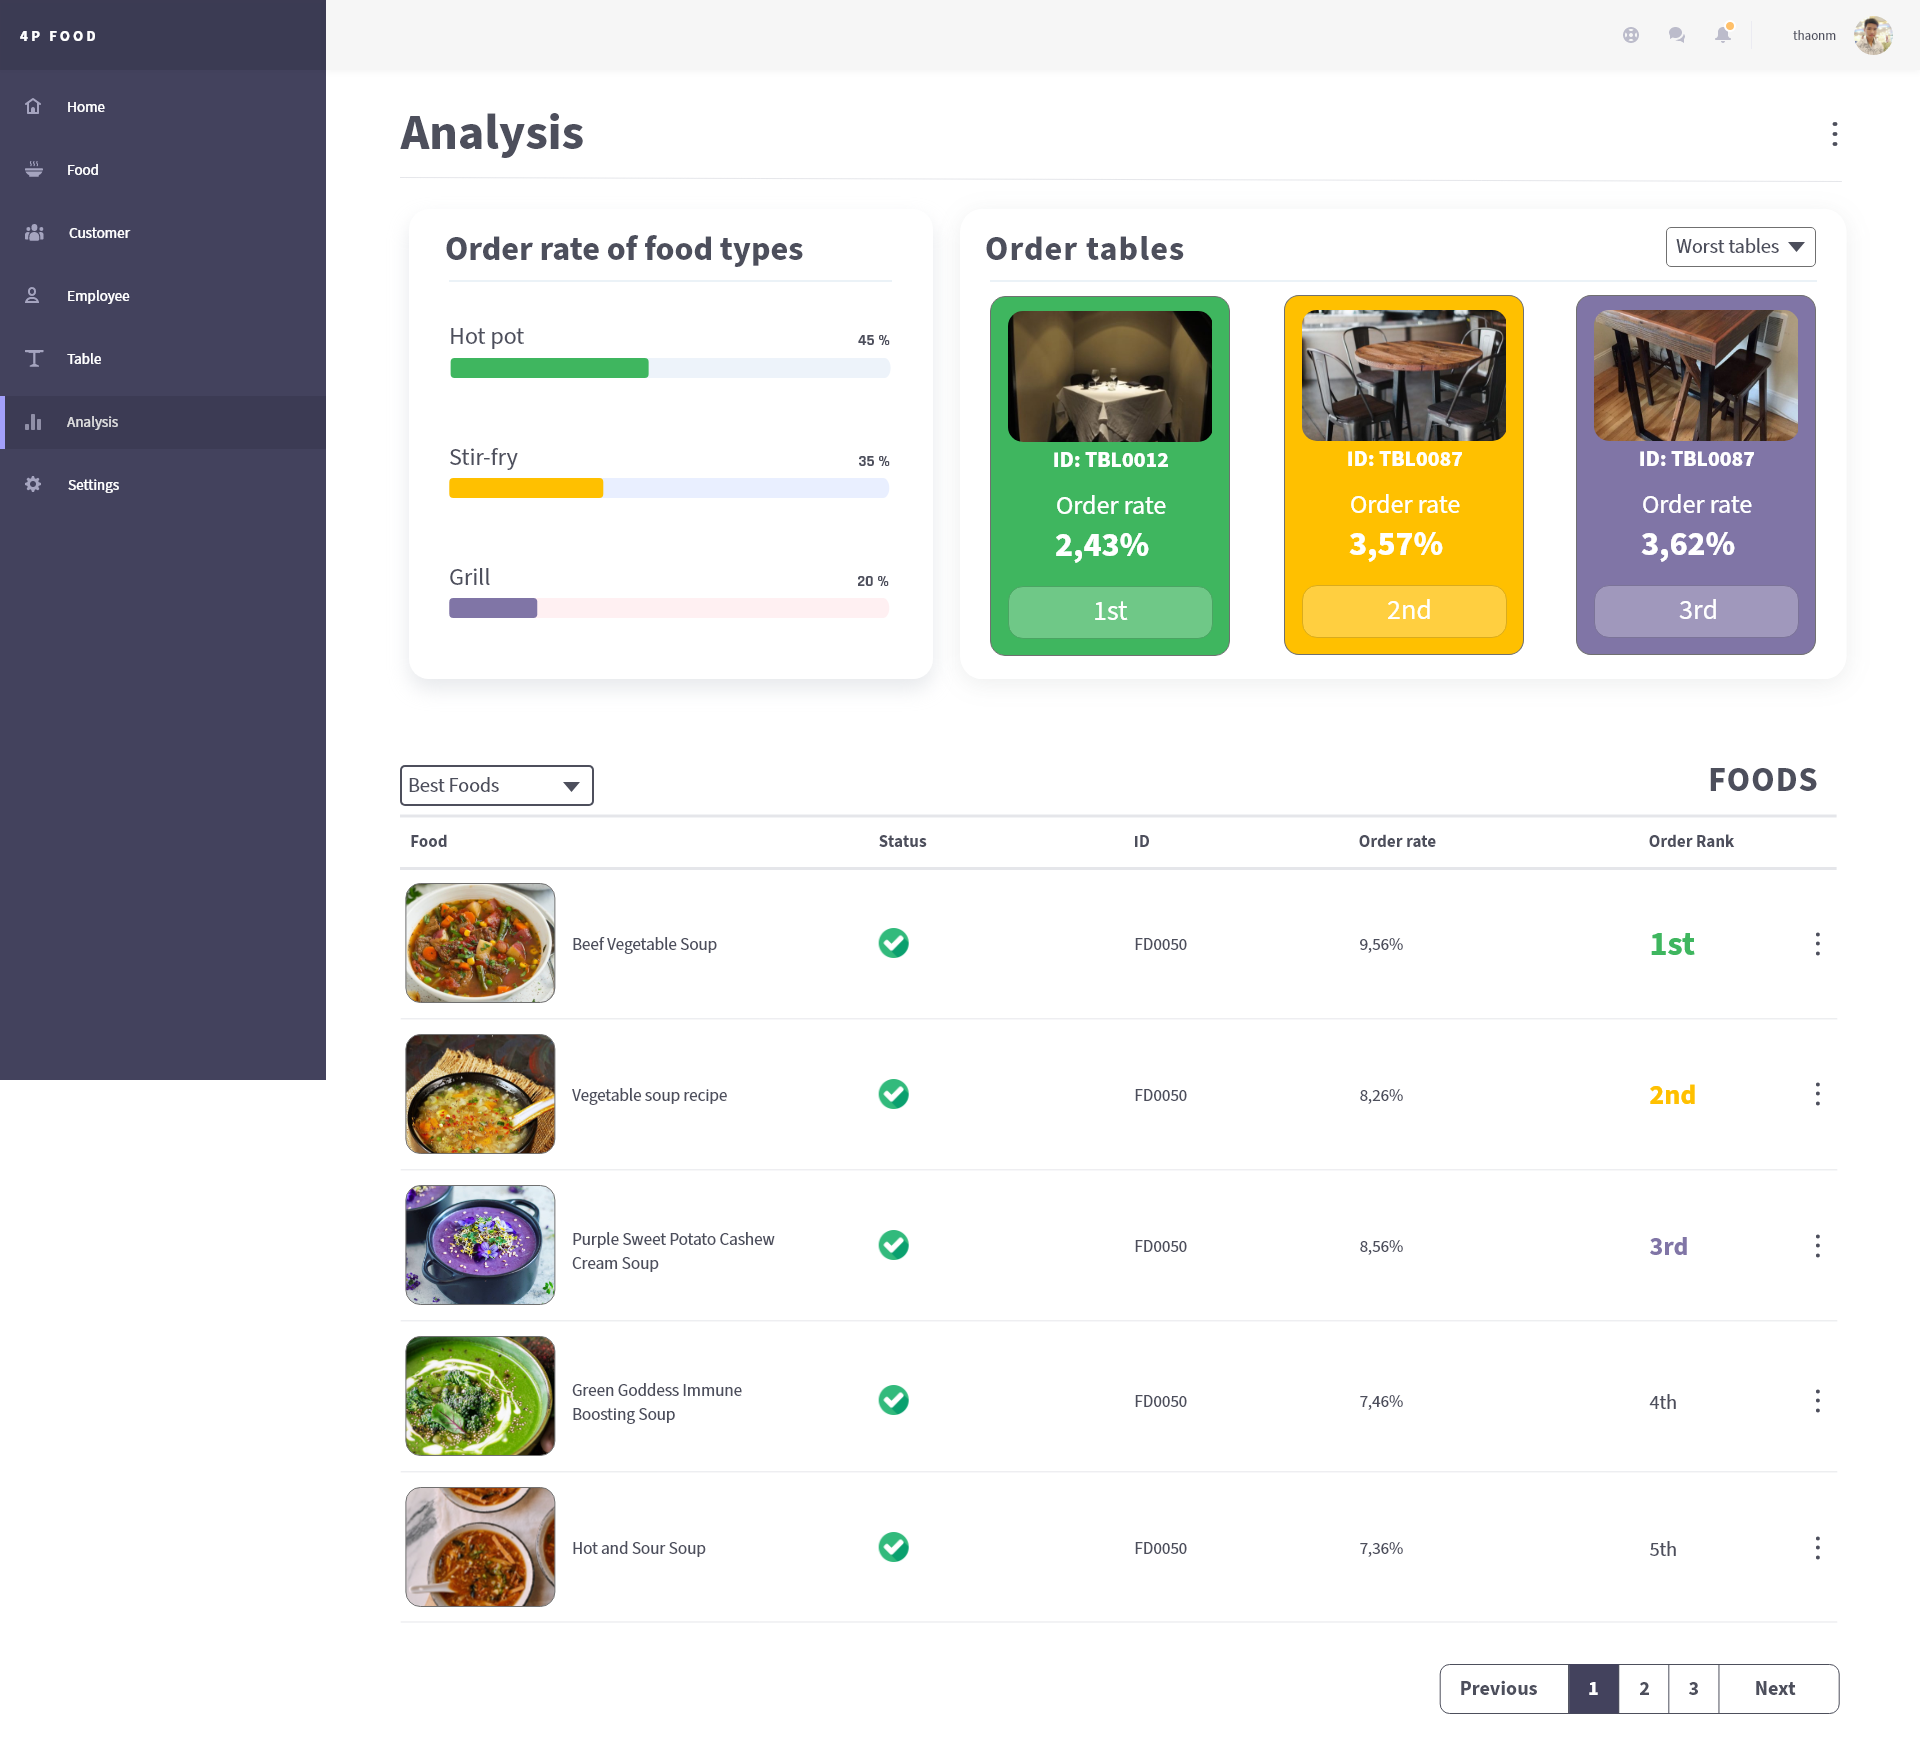 4P FOOD
thaonm
Home
Food
Customer
Employee
Table
Analysis
Settings
Analysis
Order rate of food types
Hot pot
45 %
Stir-fry
35 %
Grill
20 %
Order tables
Worst tables
ID: TBL0012
Order rate
2,43%
1st
ID: TBL0087
Order rate
3,57%
2nd
ID: TBL0087
Order rate
3,62%
3rd
Best Foods
FOODS
Food Status ID Order rate Order Rank
Beef Vegetable Soup FD0050 9,56% 1st
Vegetable soup recipe FD0050 8,26% 2nd
Purple Sweet Potato Cashew
Cream Soup
FD0050 8,56% 3rd
Green Goddess Immune
Boosting Soup
FD0050 7,46% 4th
Hot and Sour Soup FD0050 7,36% 5th
Previous 1 2 3 Next